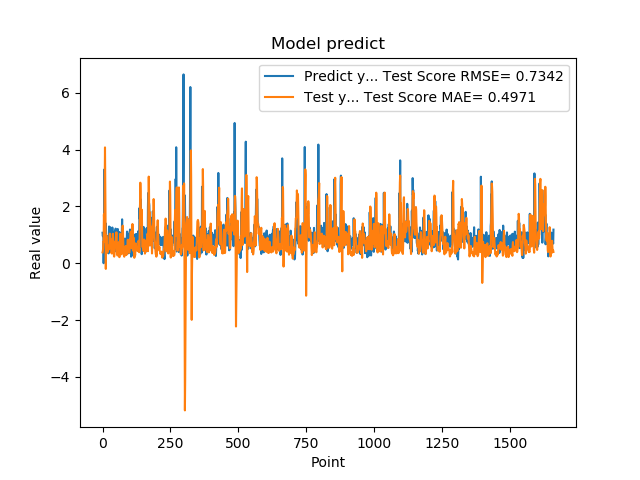 Model predict
Predict y... Test Score RMSE= 0.7342
Test y... Test Score MAE= 0.4971
6
4
2
0
−2
−4
Real value
0 250 500 750 1000 1250 1500
Point